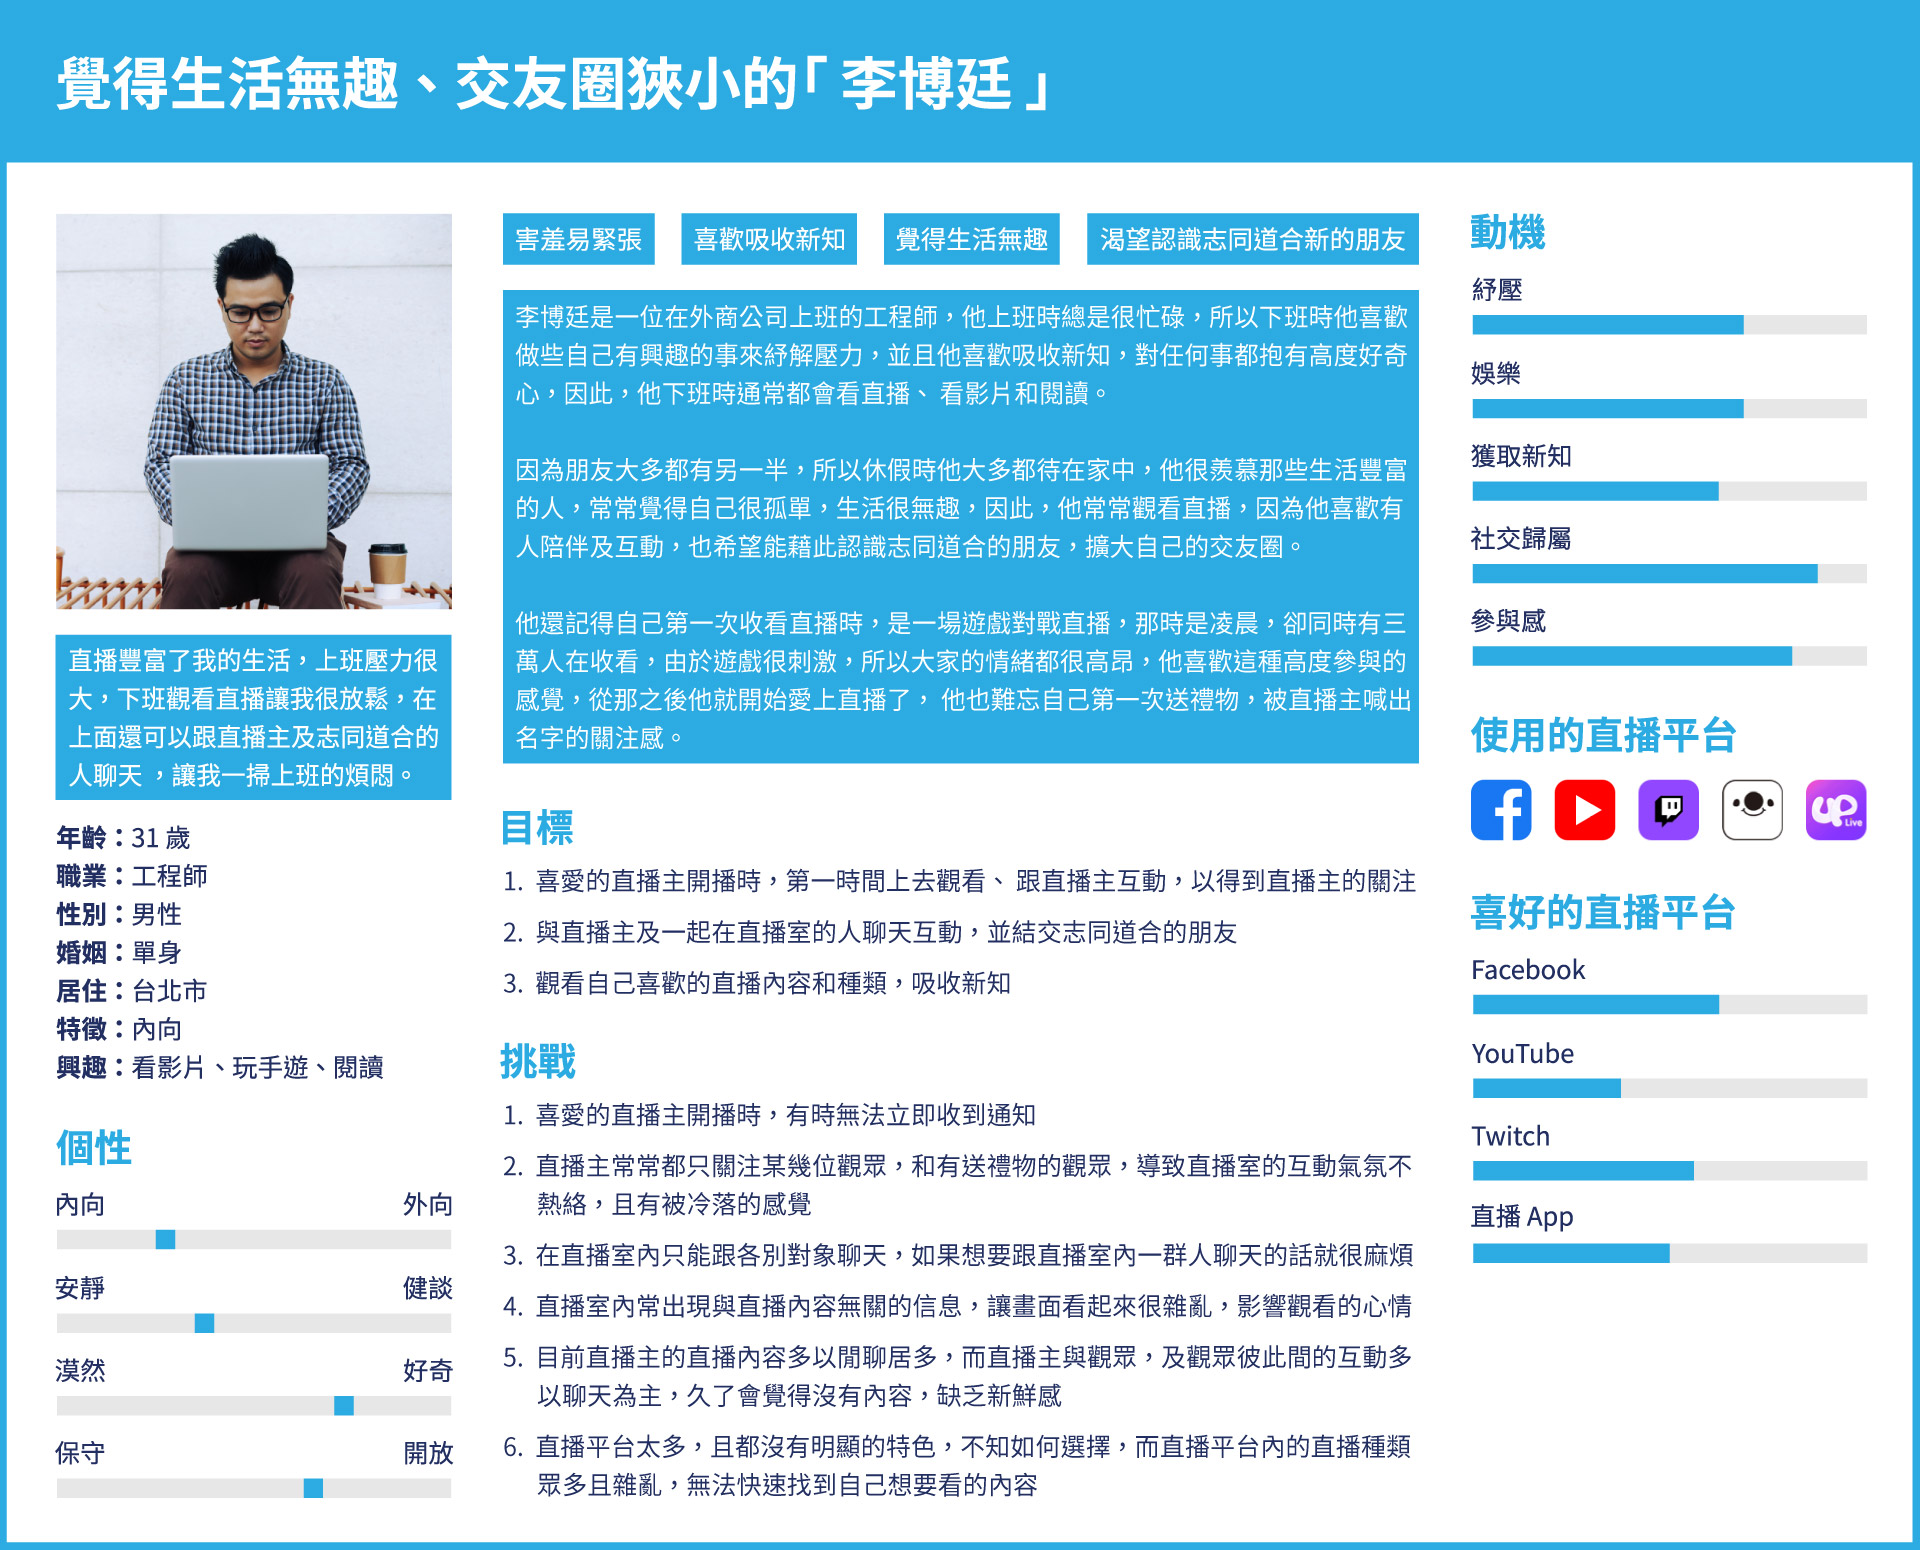 覺得生活無趣、交友圈狹小的「 李博廷 」
直播豐富了我的生活，上班壓力很
大，下班觀看直播讓我很放鬆，在
上面還可以跟直播主及志同道合的
人聊天 ，讓我一掃上班的煩悶。
年齡：31 歲
職業：工程師
性別：男性
婚姻：單身
居住：台北市
特徵：內向
興趣：看影片、玩手遊、閱讀
個性
內向 外向
安靜 健談
漠然 好奇
保守 開放
害羞易緊張 喜歡吸收新知 覺得生活無趣 渴望認識志同道合新的朋友
李博廷是一位在外商公司上班的工程師，他上班時總是很忙碌，所以下班時他喜歡
做些自己有興趣的事來紓解壓力，並且他喜歡吸收新知，對任何事都抱有高度好奇
心，因此，他下班時通常都會看直播、 看影片和閱讀。
因為朋友大多都有另一半，所以休假時他大多都待在家中，他很羨慕那些生活豐富
的人，常常覺得自己很孤單，生活很無趣，因此，他常常觀看直播，因為他喜歡有
人陪伴及互動，也希望能藉此認識志同道合的朋友，擴大自己的交友圈。
他還記得自己第一次收看直播時，是一場遊戲對戰直播，那時是凌晨，卻同時有三
萬人在收看，由於遊戲很刺激，所以大家的情緒都很高昂，他喜歡這種高度參與的
感覺，從那之後他就開始愛上直播了， 他也難忘自己第一次送禮物，被直播主喊出
名字的關注感。
目標
1. 喜愛的直播主開播時，第一時間上去觀看、 跟直播主互動，以得到直播主的關注
2. 與直播主及一起在直播室的人聊天互動，並結交志同道合的朋友
3. 觀看自己喜歡的直播內容和種類，吸收新知
挑戰
1. 喜愛的直播主開播時，有時無法立即收到通知
2. 直播主常常都只關注某幾位觀眾，和有送禮物的觀眾，導致直播室的互動氣氛不
熱絡，且有被冷落的感覺
3. 在直播室內只能跟各別對象聊天，如果想要跟直播室內一群人聊天的話就很麻煩
4. 直播室內常出現與直播內容無關的信息，讓畫面看起來很雜亂，影響觀看的心情
5. 目前直播主的直播內容多以閒聊居多，而直播主與觀眾，及觀眾彼此間的互動多
以聊天為主，久了會覺得沒有內容，缺乏新鮮感
6. 直播平台太多，且都沒有明顯的特色，不知如何選擇，而直播平台內的直播種類
眾多且雜亂，無法快速找到自己想要看的內容
動機
紓壓
娛樂
獲取新知
社交歸屬
參與感
使用的直播平台
up Live
喜好的直播平台
Facebook
YouTube
Twitch
直播 App